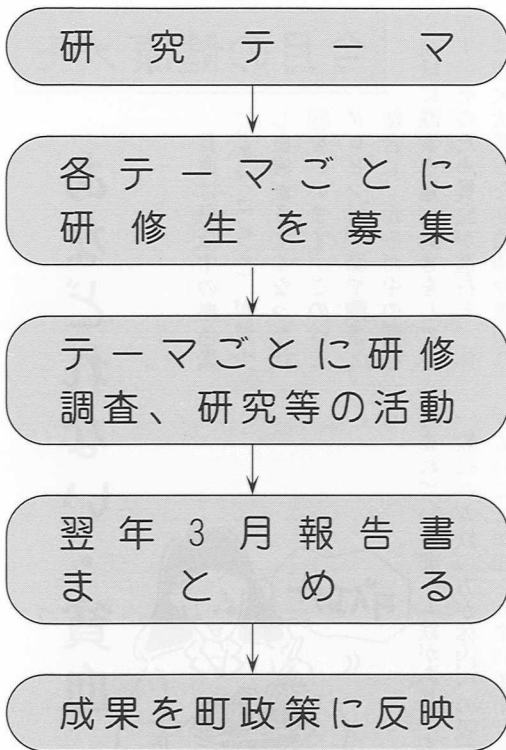 研究テーマ
各テーマごとに
研修生を募集
テーマごとに研修
調査、研究等の活動
翌年3月報告書
まとめる
成果を町政策に反映